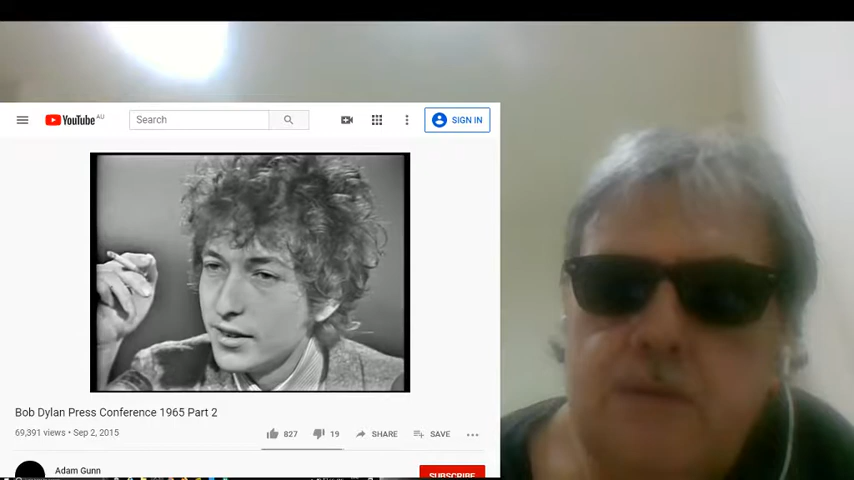 YouTube AU
Search
SIGN IN
Bob Dylan Press Conference 1965 Part 2
69,391 views • Sep 2, 2015
827
19
SHARE
SAVE
Adam Gunn
SUBSCRIBE